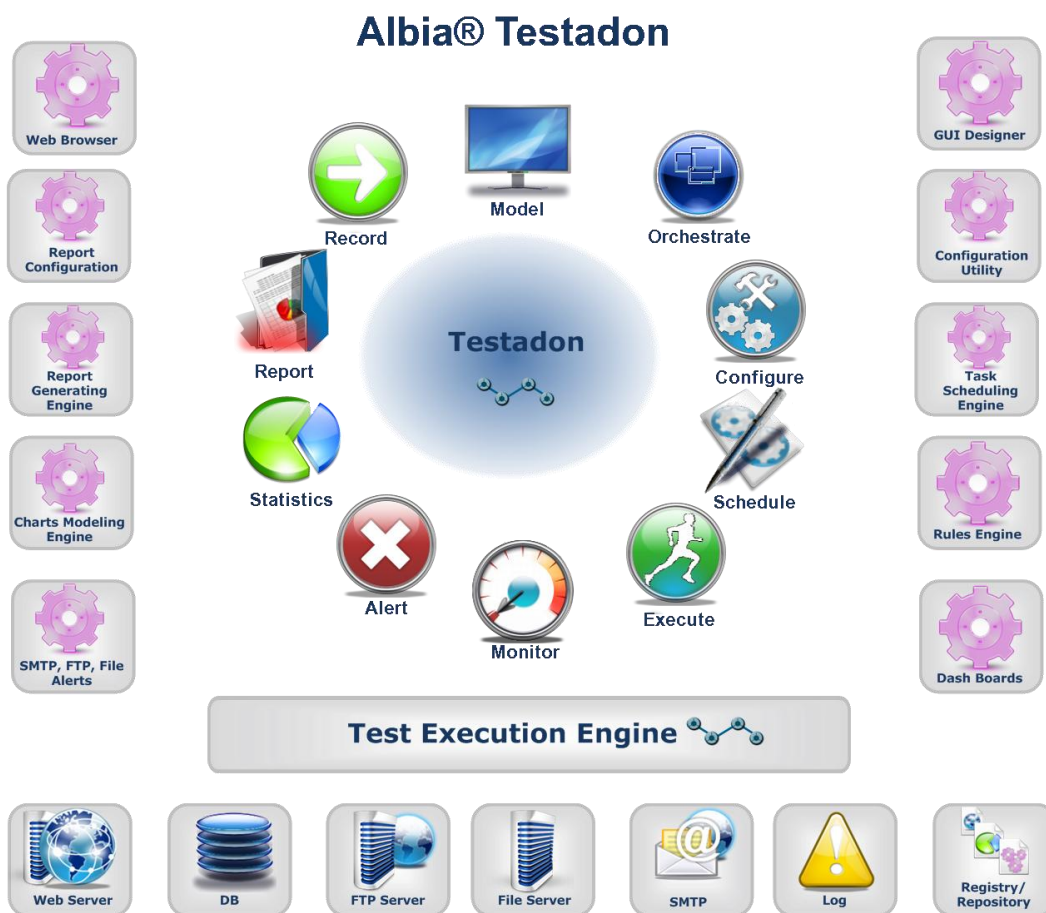 Albia® Testadon
Web Browser
Report
Configuration
Report
Generating
Engine
Charts Modeling
Engine
SMTP, FTP, File
Alerts
Model
Orchestrate
Configure
Schedule
Execute
Monitor
Alert
Statistics
Report
Record
Testadon
GUI Designer
Configuration
Utility
Task
Scheduling
Engine
Rules Engine
Dash Boards
Test Execution Engine
Web Server
DB
FTP Server
File Server
@
SMTP
Log
Registry/
Repository